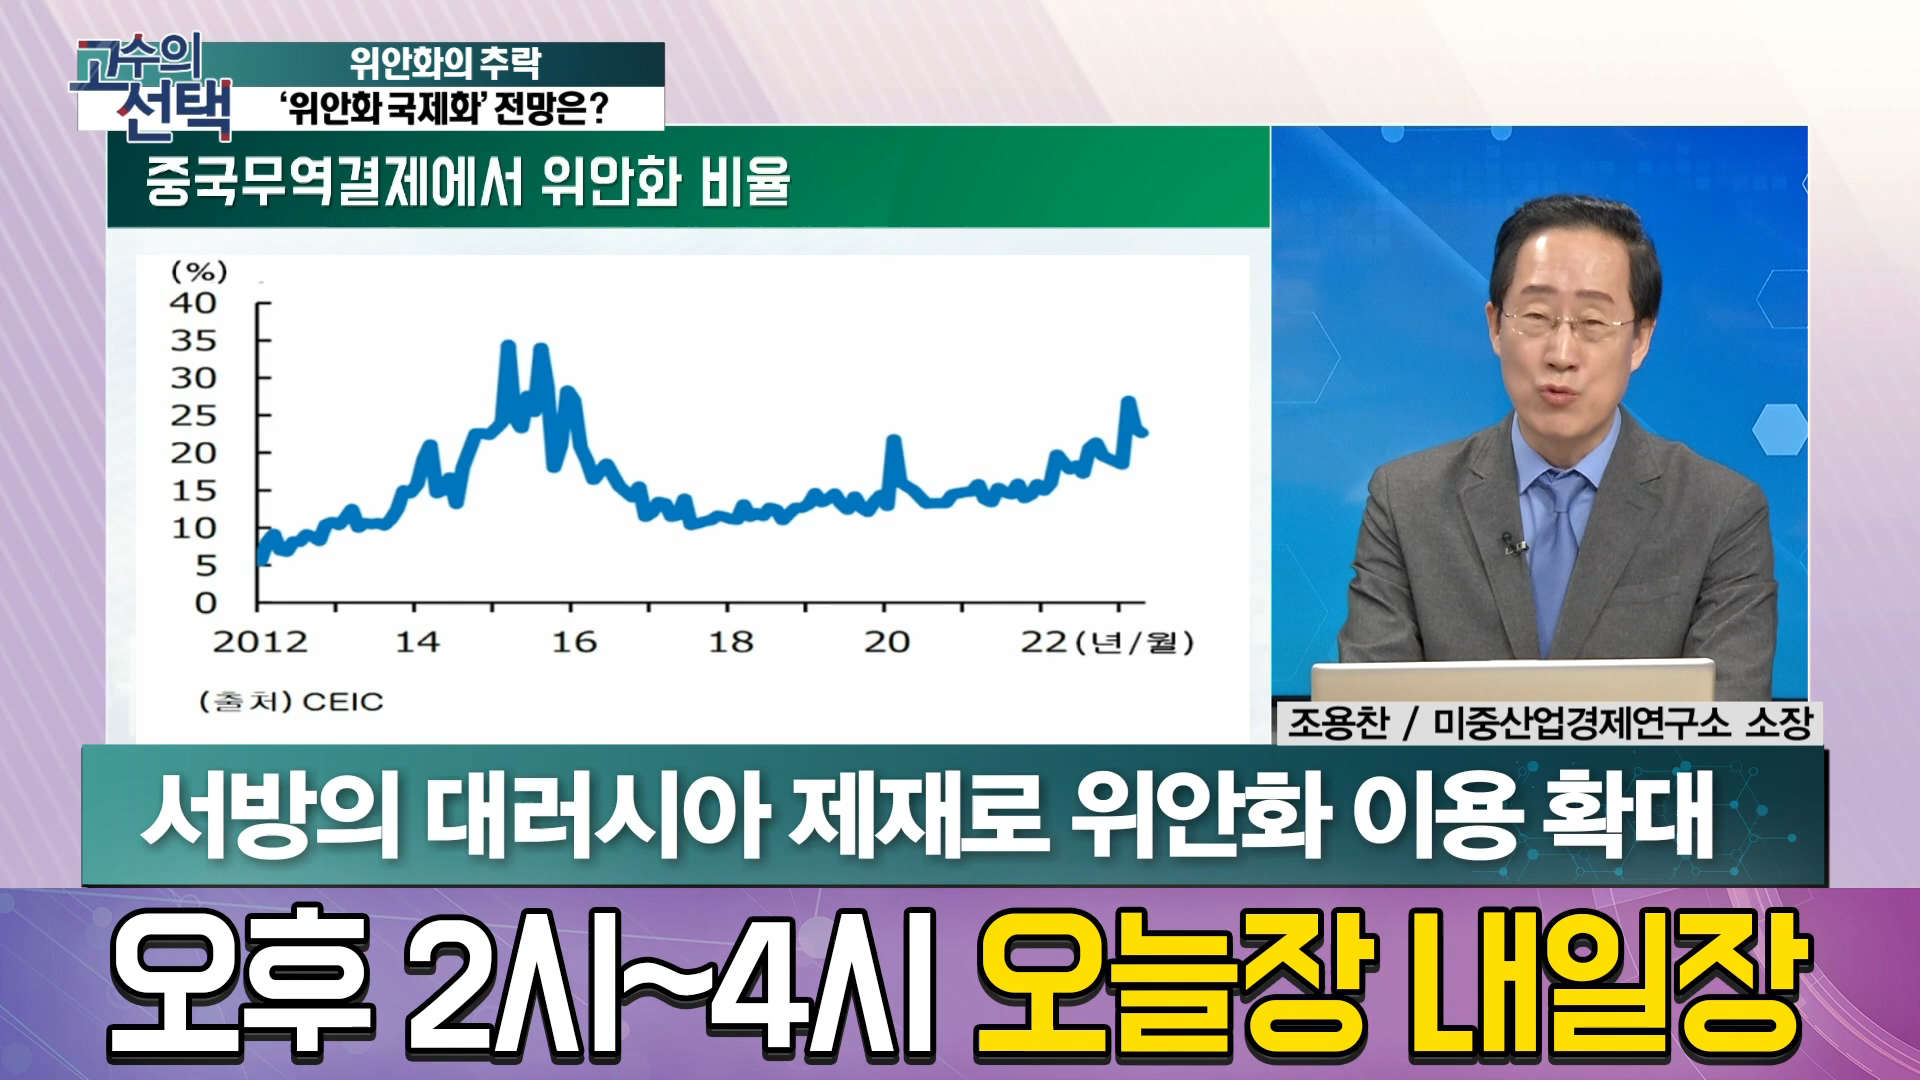 고수의
선택
위안화의 추락
‘위안화 국제화’ 전망은?
중국무역결제에서 위안화 비율
(%)
40
35
30
25
20
15
10
5
0
2012 14 16 18 20 22(년/월)
(출처) CEIC
조용찬 / 미중산업경제연구소 소장
서방의 대러시아 제재로 위안화 이용 확대
오후 2시~4시 오늘장 내일장